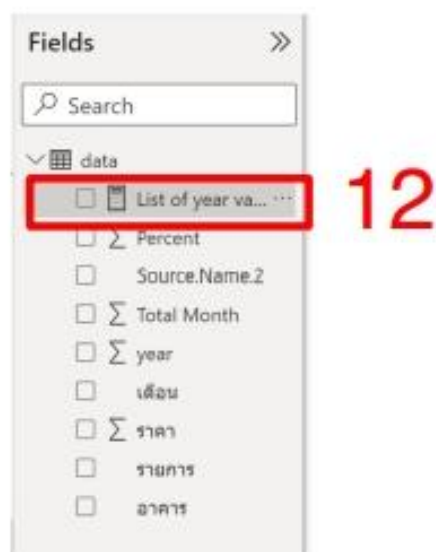 Fields
Search
data
List of year va... ...
12
Percent
Source.Name.2
Total Month
year
เดือน
ราคา
รายการ
อาคาร